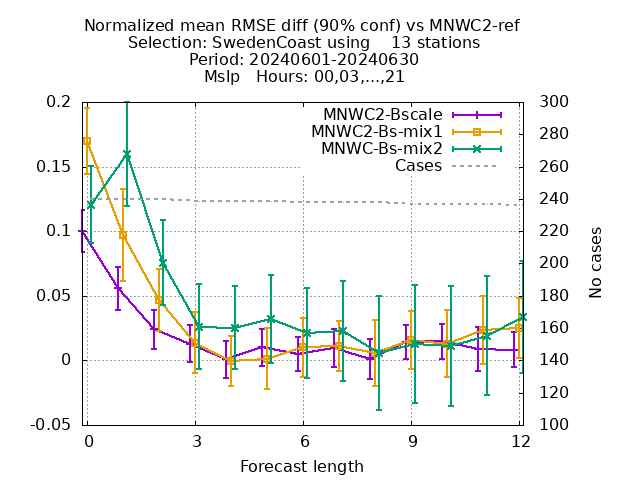 Normalized mean RMSE diff (90% conf) vs MNWC2-ref
Selection: SwedenCoast using    13 stations
Period: 20240601-20240630
Mslp   Hours: 00,03,...,21
MNWC2-Bscale
MNWC2-Bs-mix1
MNWC-Bs-mix2
Cases
0.2
0.15
0.1
0.05
0
-0.05
300
280
260
240
220
200
180
160
140
120
100
No cases
0 3 6 9 12
Forecast length